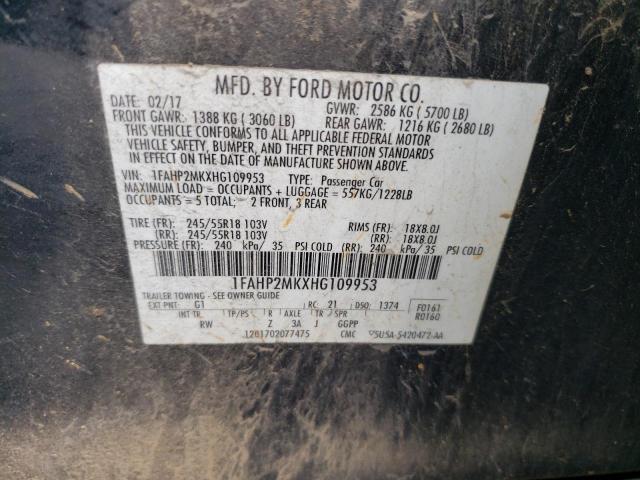 MFD. BY FORD MOTOR CO.
DATE: 02/17 GVWR: 2586 KG ( 5700 LB)
FRONT GAWR: 1388 KG ( 3060 LB) REAR GAWR: 1216 KG ( 2680 LB)
THIS VEHICLE CONFORMS TO ALL APPLICABLE FEDERAL MOTOR
VEHICLE SAFETY, BUMPER, AND THEFT PREVENTION STANDARDS
IN EFFECT ON THE DATE OF MANUFACTURE SHOWN ABOVE.
VIN: 1FAHP2MKXHG109953 TYPE: Passenger Car
MAXIMUM LOAD = OCCUPANTS + LUGGAGE = 557KG/1228LB
OCCUPANTS = 5 TOTAL; = 2 FRONT, 3 REAR
TIRE (FR): 245/55R18 103V RIMS (FR): 18X8.0J
(RR): 245/55R18 103V (RR): 18X8.0J
PRESSURE (FR): 240 kPa/ 35 PSI COLD (RR): 240 kPa/ 35 PSI COLD
1FAHP2MKXHG109953
TRAILER TOWING - SEE OWNER GUIDE
EXT PNT: G1 RC: 21 DSO: 1374 F0161
INT TR TP/PS R AXLE TR SPR R0160
RW Z 3A J GGPP
CMC